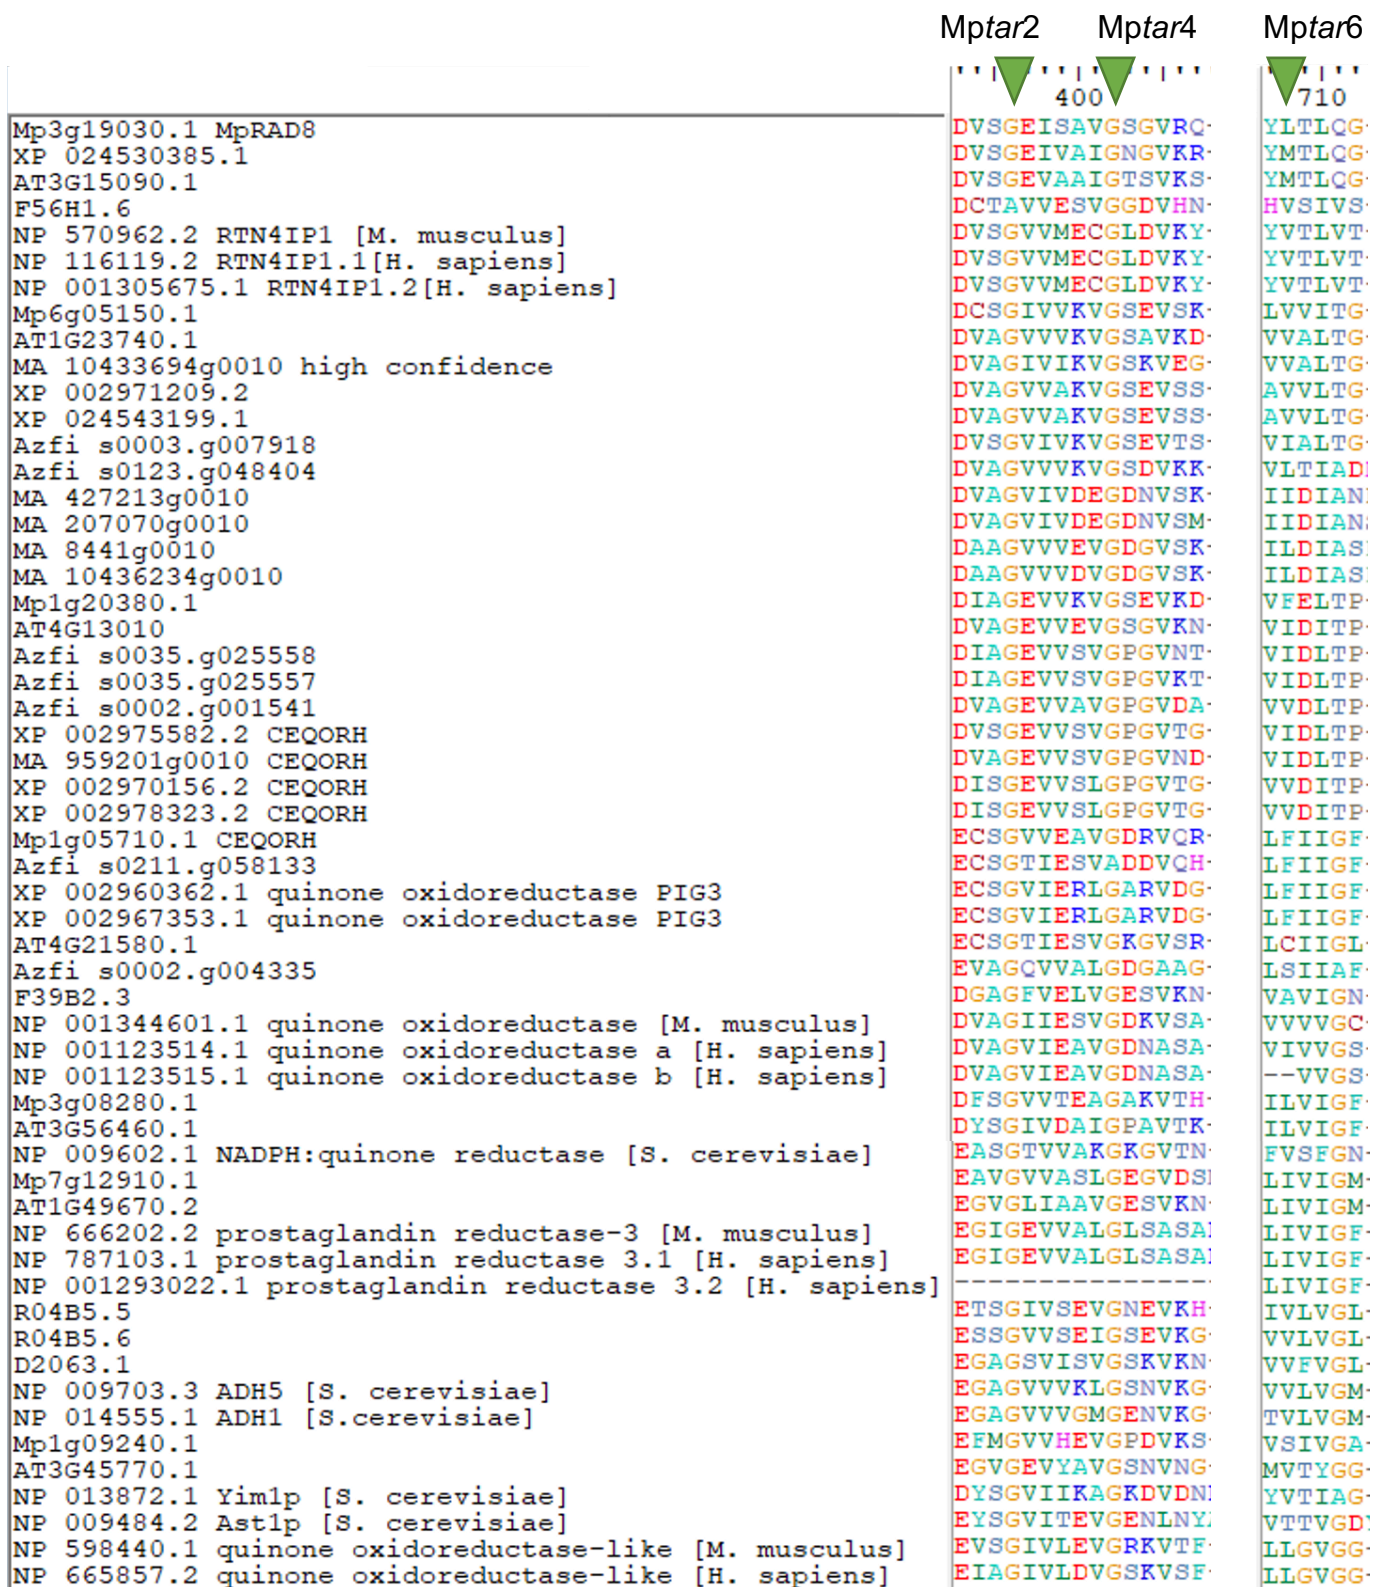 Mptar2 Mptar4 Mptar6
400 710
Mp3g19030.1 MpRAD8 DVSGEISAVGSGVRQ- YLTLQG-
XP 024530385.1 DVSGEIVAIGNGVKR- YMTLQG-
AT3G15090.1 DVSGEVAAIGTSVKS- YMTLQG-
F56H1.6 DCTAVVESVGGDVHN- HVSIVS-
NP 570962.2 RTN4IP1 [M. musculus] DVSGVVMECGLDVKY- YVTLVT-
NP 116119.2 RTN4IP1.1[H. sapiens] DVSGVVMECGLDVKY- YVTLVT-
NP 001305675.1 RTN4IP1.2[H. sapiens] DVSGVVMECGLDVKY- YVTLVT-
Mp6g05150.1 DCSGIVVKVGSEVSK- LVVITG-
AT1G23740.1 DVAGVVVKVGSAVKD- VVALTG-
MA 10433694g0010 high confidence DVAGIVIKVGSKVEG- VVALTG-
XP 002971209.2 DVAGVVAKVGSEVSS- AVVLTG-
XP 024543199.1 DVAGVVAKVGSEVSS- AVVLTG-
Azfi s0003.g007918 DVSGVIVKVGSEVTS- VIALTG-
Azfi s0123.g048404 DVAGVVVKVGSDVKK- VLTIAD
MA 427213g0010 DVAGVIVDEGDNVSK- IIDIAN
MA 207070g0010 DVAGVIVDEGDNVSM- IIDIAN
MA 8441g0010 DAAGVVVEVGDGVSK- ILDIAS
MA 10436234g0010 DAAGVVVDVGDGVSK- ILDIAS
Mp1g20380.1 DIAGEVVKVGSEVKD- VFELTP-
AT4G13010 DVAGEVVEVGSGVKN- VIDITP-
Azfi s0035.g025558 DIAGEVVSVGPGVNT- VIDLTP-
Azfi s0035.g025557 DIAGEVVSVGPGVKT- VIDLTP-
Azfi s0002.g001541 DVAGEVVAVGPGVDA- VVDLTP-
XP 002975582.2 CEQORH DVSGEVVSVGPGVTG- VIDLTP-
MA 959201g0010 CEQORH DVAGEVVSVGPGVND- VIDLTP-
XP 002970156.2 CEQORH DISGEVVSLGPGVTG- VVDITP-
XP 002978323.2 CEQORH DISGEVVSLGPGVTG- VVDITP-
Mp1g05710.1 CEQORH ECSGVVEAVGDRVQR- LFIIGF-
Azfi s0211.g058133 ECSGTIESVADDVQH- LFIIGF-
XP 002960362.1 quinone oxidoreductase PIG3 ECSGVIERLGARVDG- LFIIGF-
XP 002967353.1 quinone oxidoreductase PIG3 ECSGVIERLGARVDG- LFIIGF-
AT4G21580.1 ECSGTIESVGKGVSR- LCIIGL-
Azfi s0002.g004335 EVAGQVVALGDGAAG- LSIIAF-
F39B2.3 DGAGFVELVGESVKN- VAVIGN-
NP 001344601.1 quinone oxidoreductase [M. musculus] DVAGIIESVGDKVSA- VVVVGC-
NP 001123514.1 quinone oxidoreductase a [H. sapiens] DVAGVIEAVGDNASA- VIVVGS-
NP 001123515.1 quinone oxidoreductase b [H. sapiens] DVAGVIEAVGDNASA- --VVGS-
Mp3g08280.1 DFSGVVTEAGAKVTH- ILVIGF-
AT3G56460.1 DYSGIVDAIGPAVTK- ILVIGF-
NP 009602.1 NADPH:quinone reductase [S. cerevisiae] EASGTVVAKGKGVTN- FVSFGN-
Mp7g12910.1 EAVGVVASLGEGVDS LIVIGM-
AT1G49670.2 EGVGLIAAVGESVKN- LIVIGM-
NP 666202.2 prostaglandin reductase-3 [M. musculus] EGIGEVVALGLSASA LIVIGF-
NP 787103.1 prostaglandin reductase 3.1 [H. sapiens] EGIGEVVALGLSASA LIVIGF-
NP 001293022.1 prostaglandin reductase 3.2 [H. sapiens] ---------------- LIVIGF-
R04B5.5 ETSGIVSEVGNEVKH- IVLVGL-
R04B5.6 ESSGVVSEIGSEVKG- VVLVGL-
D2063.1 EGAGSVISVGSKVKN- VVFVGL-
NP 009703.3 ADH5 [S. cerevisiae] EGAGVVVKLGSNVKG- VVLVGM-
NP 014555.1 ADH1 [S.cerevisiae] EGAGVVVGMGENVKG- TVLVGM-
Mp1g09240.1 EFMGVVHEVGPDVKS- VSIVGA-
AT3G45770.1 EGVGEVYAVGSNVNG- MVTYGG-
NP 013872.1 Yim1p [S. cerevisiae] DYSGVIIKAGKDVDN YVTIAG-
NP 009484.2 Ast1p [S. cerevisiae] EYSGVITEVGENLNY VTTVGD
NP 598440.1 quinone oxidoreductase-like [M. musculus] EVSGIVLEVGRKVTF- LLGVGG-
NP 665857.2 quinone oxidoreductase-like [H. sapiens] EIAGIVLDVGSKVSF- LLGVGG-